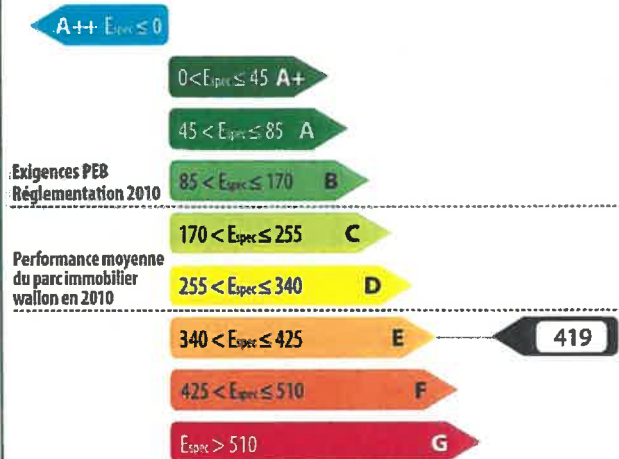 A++ Espec ≤ 0
0 < Espec ≤ 45 A+
45 < Espec ≤ 85 A
Exigences PEB
Réglementation 2010
85 < Espec ≤ 170 B
170 < Espec ≤ 255 C
Performance moyenne
du parc immobilier
wallon en 2010
255 < Espec ≤ 340 D
340 < Espec ≤ 425 E
419
425 < Espec ≤ 510 F
Espec > 510 G